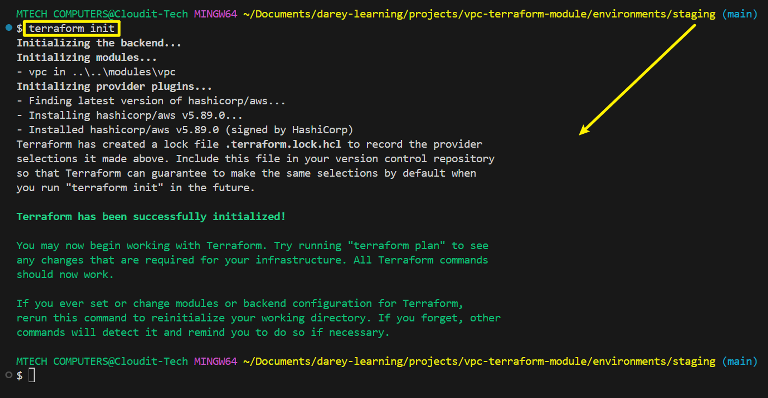 MTECH COMPUTERS@Cloudit-Tech MINGW64 ~/Documents/darey-learning/projects/vpc-terraform-module/environments/staging (main)
$ terraform init
Initializing the backend...
Initializing modules...
- vpc in ..\..\modules\vpc
Initializing provider plugins...
- Finding latest version of hashicorp/aws...
- Installing hashicorp/aws v5.89.0...
- Installed hashicorp/aws v5.89.0 (signed by HashiCorp)
Terraform has created a lock file .terraform.lock.hcl to record the provider
selections it made above. Include this file in your version control repository
so that Terraform can guarantee to make the same selections by default when
you run "terraform init" in the future.
Terraform has been successfully initialized!
You may now begin working with Terraform. Try running "terraform plan" to see
any changes that are required for your infrastructure. All Terraform commands
should now work.
If you ever set or change modules or backend configuration for Terraform,
rerun this command to reinitialize your working directory. If you forget, other
commands will detect it and remind you to do so if necessary.
MTECH COMPUTERS@Cloudit-Tech MINGW64 ~/Documents/darey-learning/projects/vpc-terraform-module/environments/staging (main)
$